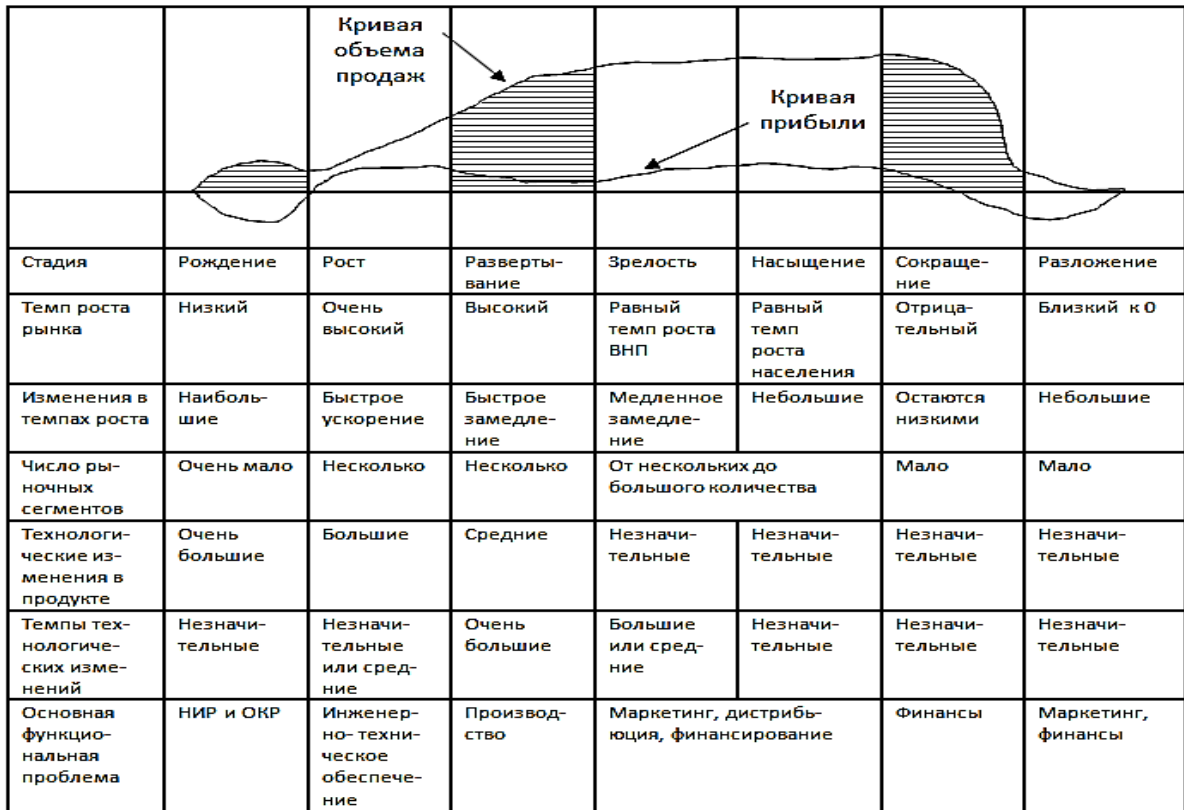 Кривая
объема
продаж
Кривая
прибыли
Стадия
Рождение
Рост
Реазверты-
вание
Зрелость
Насыщение
Сокраще-
ние
Разложение
Темп роста
рынка
Низкий
Очень
высокий
Высокий
Равный
темп роста
ВНП
Равный
темп
роста
населения
Отрица-
тельный
Близкий к 0
Изменения в
темпах роста
Наиболь-
шие
Быстрое
ускорение
Быстрое
замедле-
ние
Медленное
замедле-
ние
Небольшие
Остаются
низкими
Небольшие
Число ры-
ночных
сегментов
Очень мало
Несколько
Несколько
От нескольких до
большого количества
Мало
Мало
Технологи-
ческие из-
менения в
продукте
Очень
большие
Большие
Средние
Незначи-
тельные
Незначи-
тельные
Незначи-
тельные
Незначи-
тельные
Темпы тех-
нологиче-
ских изме-
нений
Незначи-
тельные
Незначи-
тельные
или сред-
ние
Очень
большие
Большие
или сред-
ние
Незначи-
тельные
Незначи-
тельные
Незначи-
тельные
Основная
функцио-
нальная
проблема
НИР и ОКР
Инженер-
но- техни-
ческое
обеспече-
ние
Производ-
ство
Маркетинг, дистрибь-
юция, финансирование
Финансы
Маркетинг,
финансы